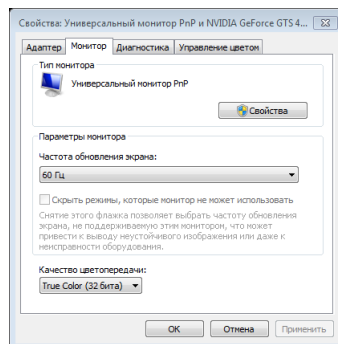 Свойства: Универсальный монитор PnP и NVIDIA GeForce GTS 4...
Адаптер Монитор Диагностика Управление цветом
Тип монитора
Универсальный монитор PnP
Свойства
Параметры монитора
Частота обновления экрана:
60 Гц
Скрыть режимы, которые монитор не может использовать
Снятие этого флажка позволяет выбрать частоту обновления
экрана, не поддерживаемую этим монитором, что может
привести к выводу неустойчивого изображения или даже к
неисправности оборудования.
Качество цветопередачи:
True Color (32 бита)
ОК Отмена Применить